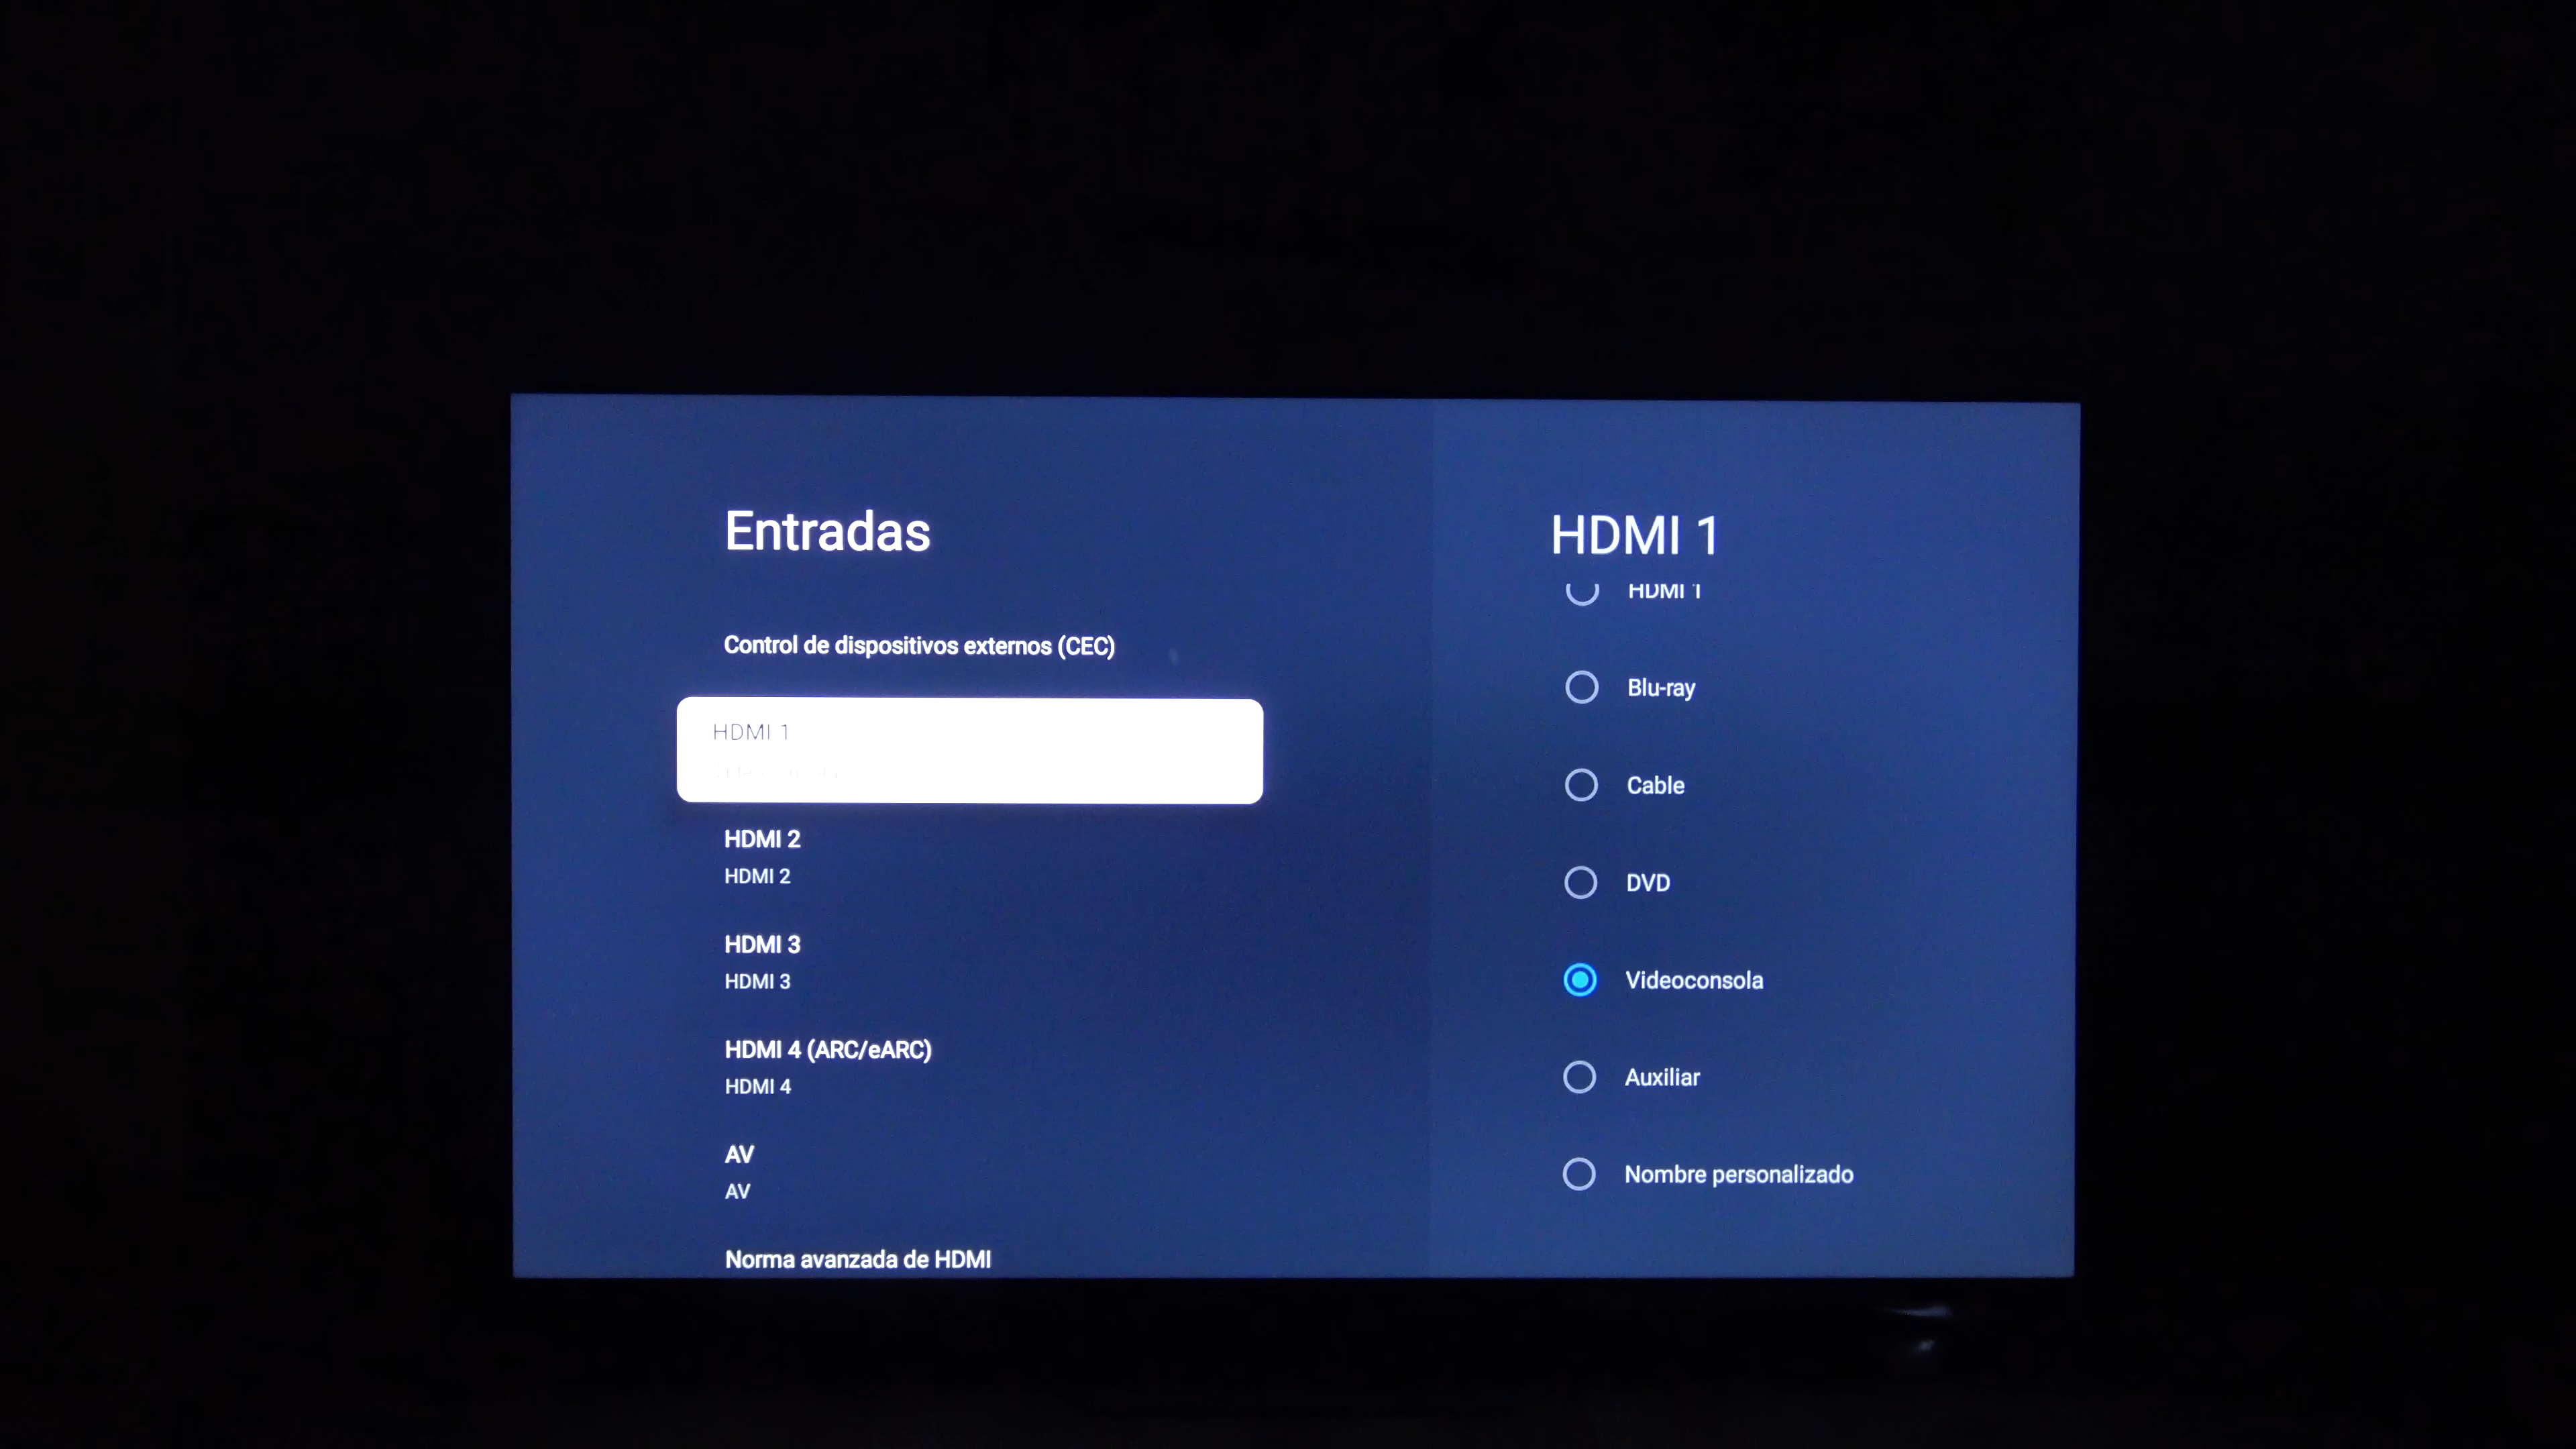 Entradas
Control de dispositivos externos (CEC)
HDMI 1
HDMI 2
HDMI 2
HDMI 3
HDMI 3
HDMI 4 (ARC/eARC)
HDMI 4
AV
AV
Norma avanzada de HDMI
HDMI 1
HDMI 1
Blu-ray
Cable
DVD
Videoconsola
Auxiliar
Nombre personalizado